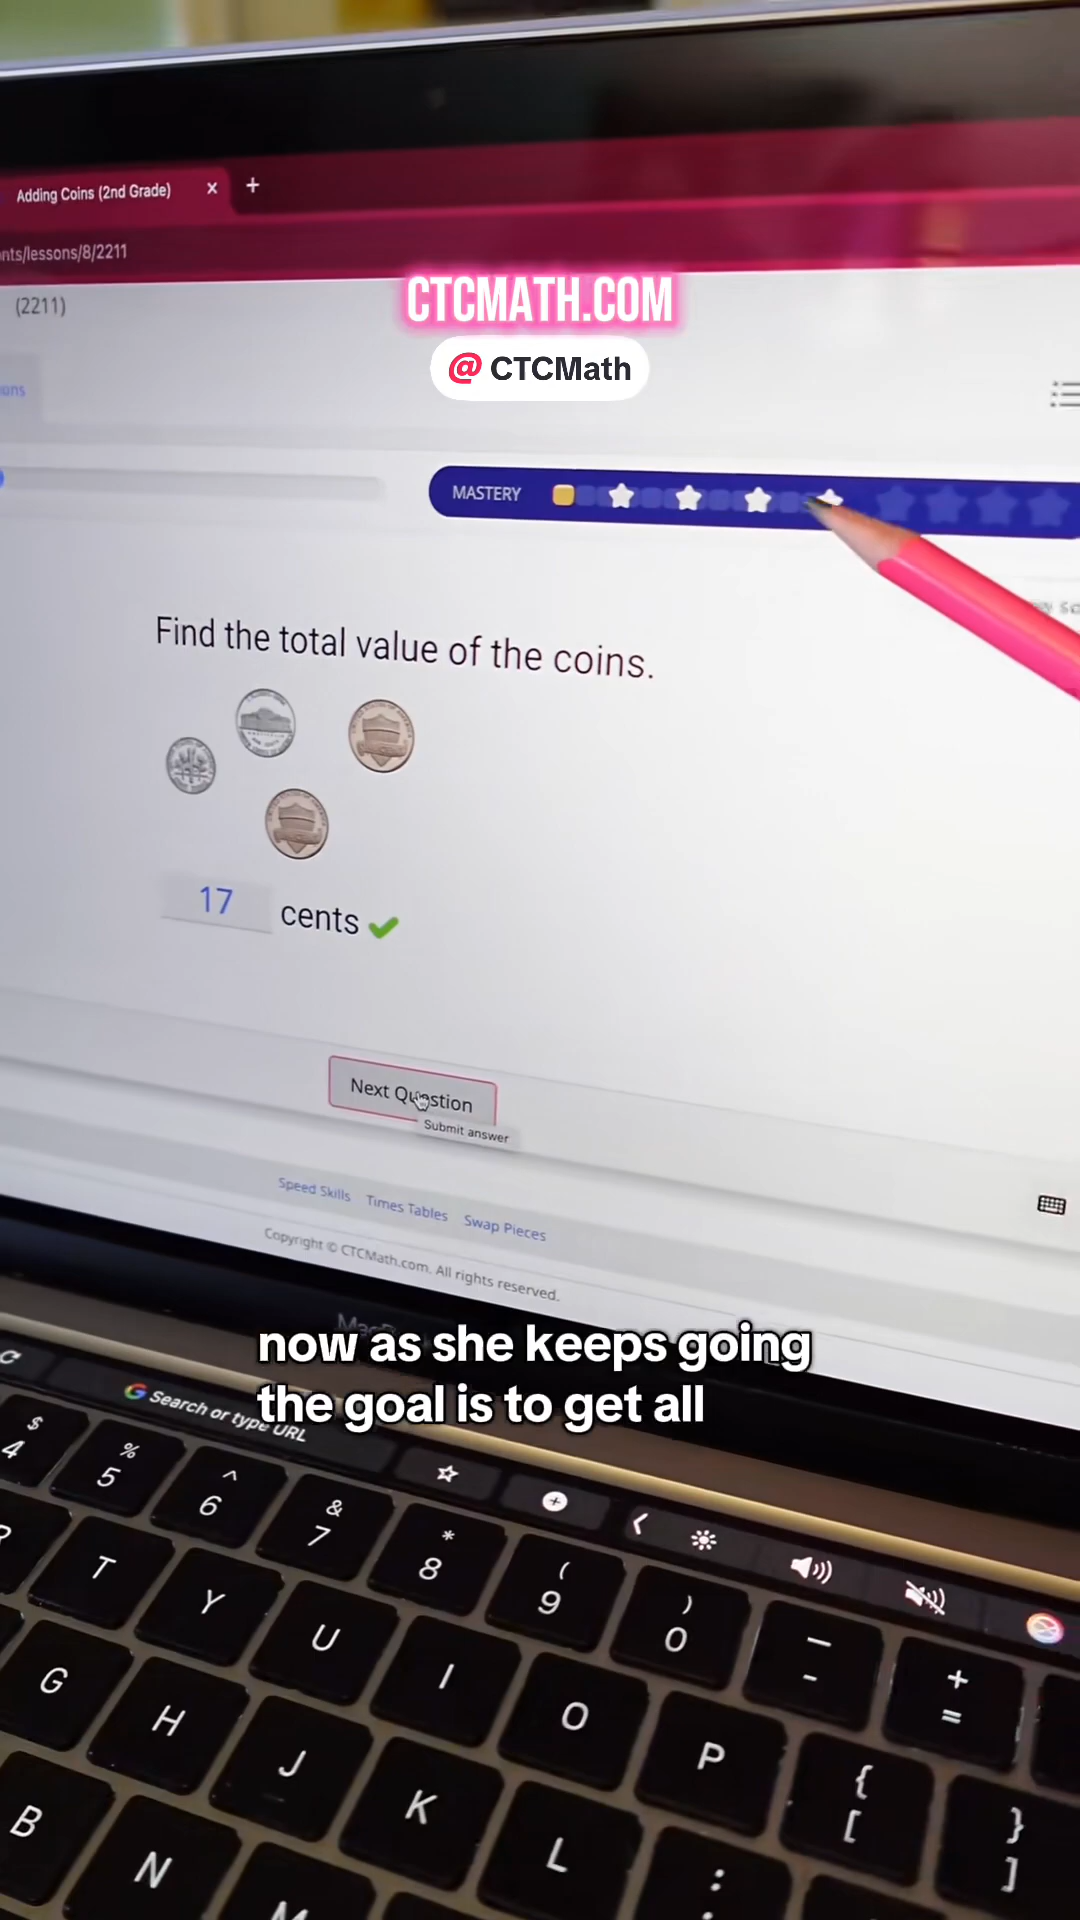 Adding Coins (2nd Grade) × +
nts/lessons/8/2211
(2211)
CTCMATH.COM
@ CTCMath
ons
MASTERY
Find the total value of the coins.
17 cents
Next Question
Submit answer
Speed Skills Times Tables Swap Pieces
Copyright © CTCMath.com. All rights reserved.
now as she keeps going
the goal is to get all
G Search or type URL
$ 4
% 5
^ 6
& 7
* 8
( 9
) 0
— -
+ =
T Y U I O P { [ } ]
G H J K L : ;
B N M